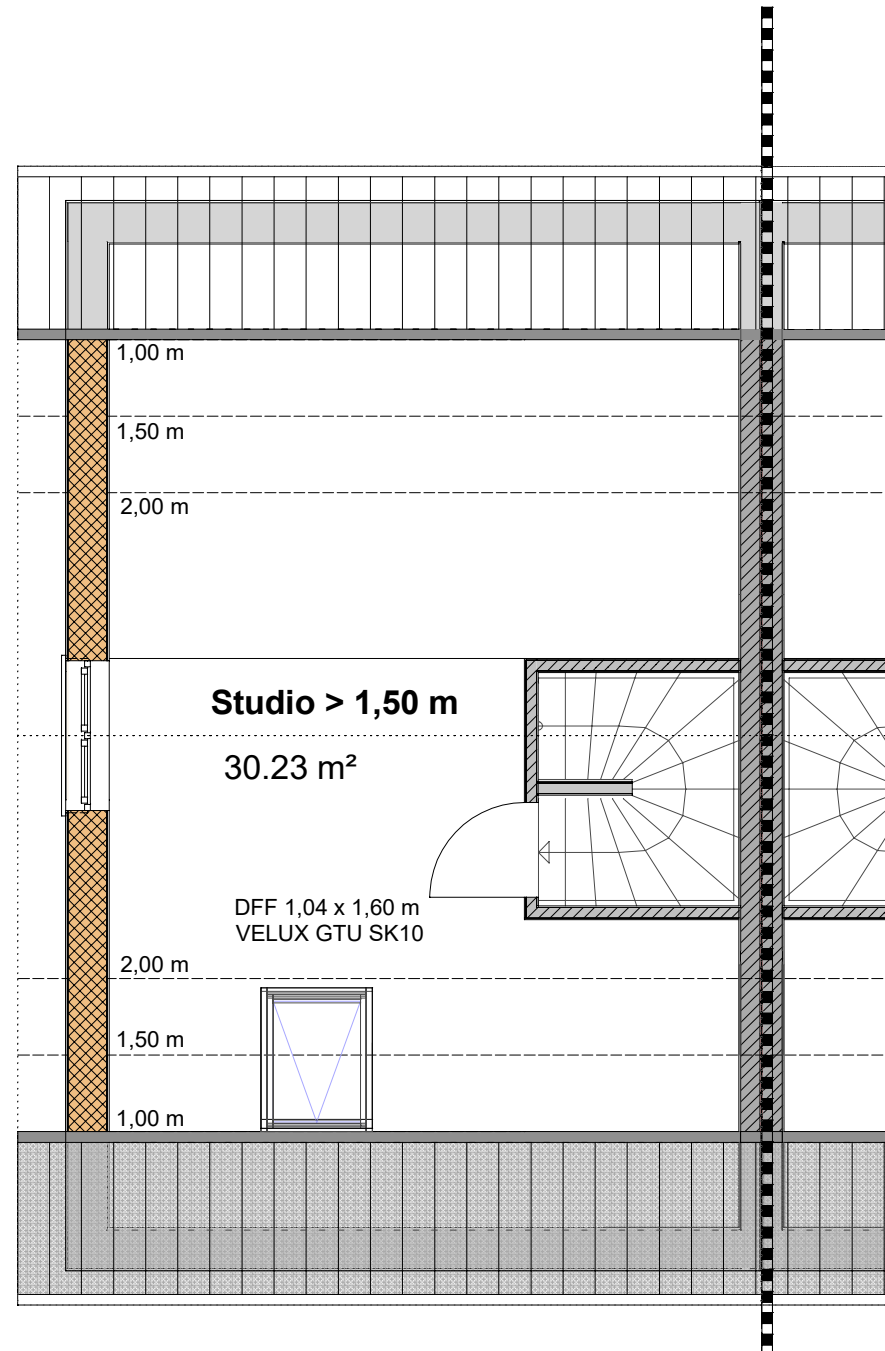 1,00 m
1,50 m
2,00 m
Studio > 1,50 m
30.23 m²
DFF 1,04 x 1,60 m
VELUX GTU SK10
2,00 m
1,50 m
1,00 m